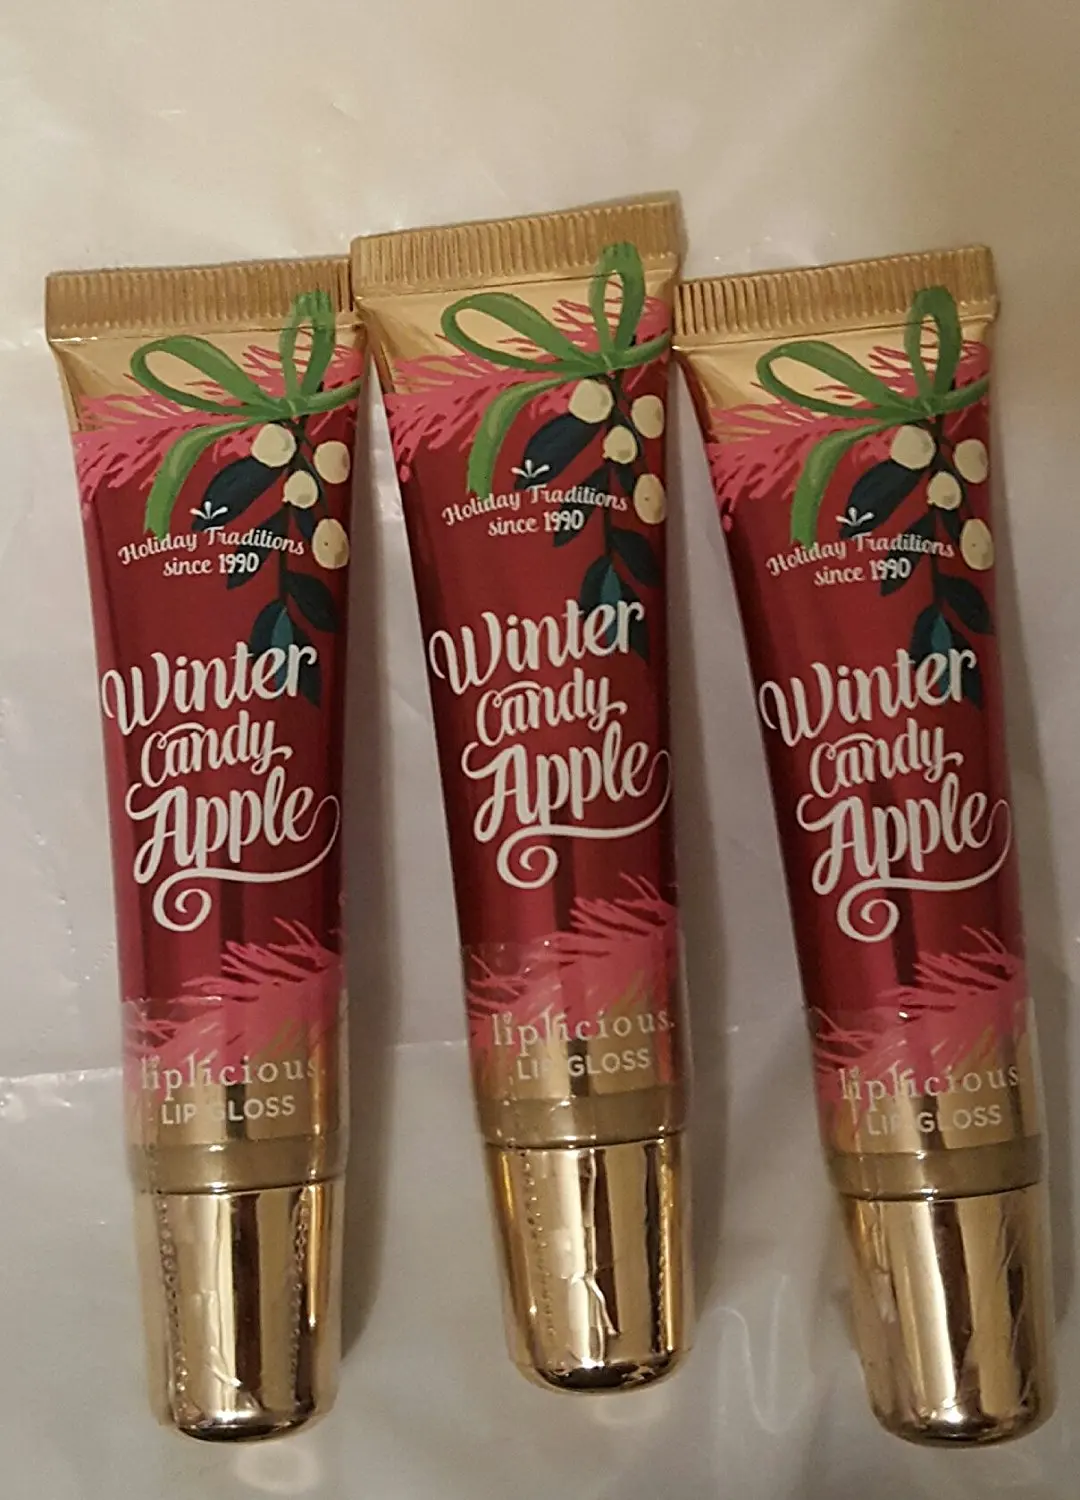 Holiday Traditions
since 1990
Winter
Candy
Apple
liplicious.
LIP GLOSS
Holiday Traditions
since 1990
Winter
Candy
Apple
liplicious.
LIP GLOSS
Holiday Traditions
since 1990
Winter
Candy
Apple
liplicious.
LIP GLOSS